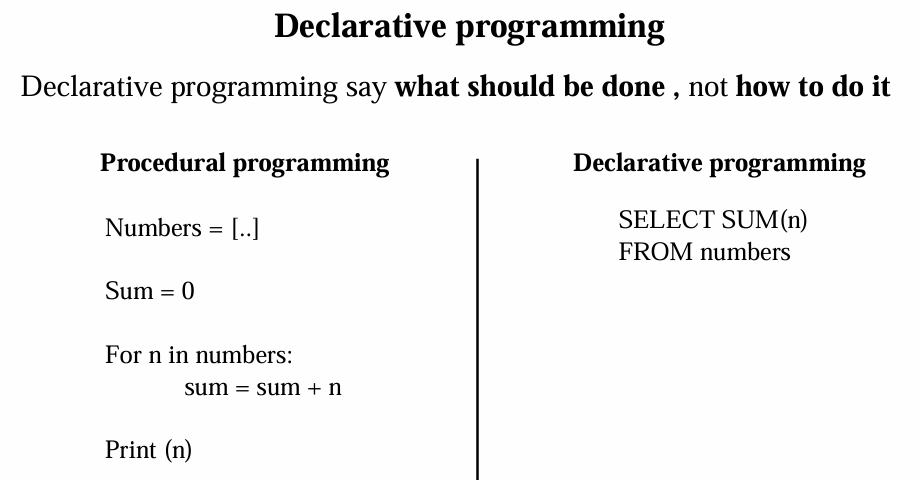 Declarative programming
Declarative programming say what should be done , not how to do it
Procedural programming
Numbers = [..]
Sum = 0
For n in numbers:
sum = sum + n
Print (n)
Declarative programming
SELECT SUM(n)
FROM numbers